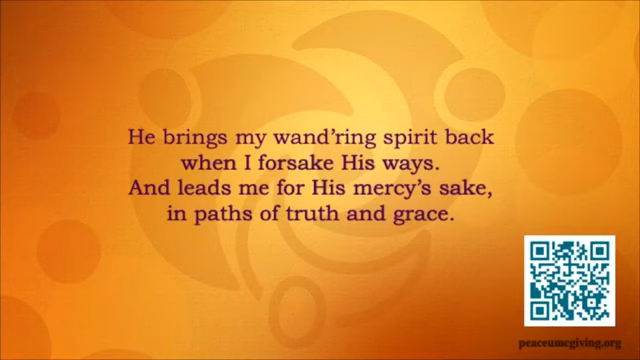 He brings my wand’ring spirit back
when I forsake His ways.
And leads me for His mercy’s sake,
in paths of truth and grace.
peaceumcgiving.org